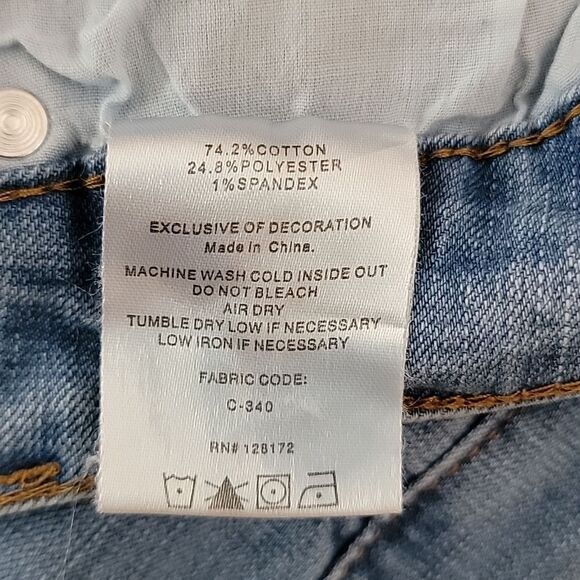 74.2%COTTON
24.8%POLYESTER
1%SPANDEX
EXCLUSIVE OF DECORATION
Made in China.
MACHINE WASH COLD INSIDE OUT
DO NOT BLEACH
AIR DRY
TUMBLE DRY LOW IF NECESSARY
LOW IRON IF NECESSARY
FABRIC CODE:
C-340
RN# 128172